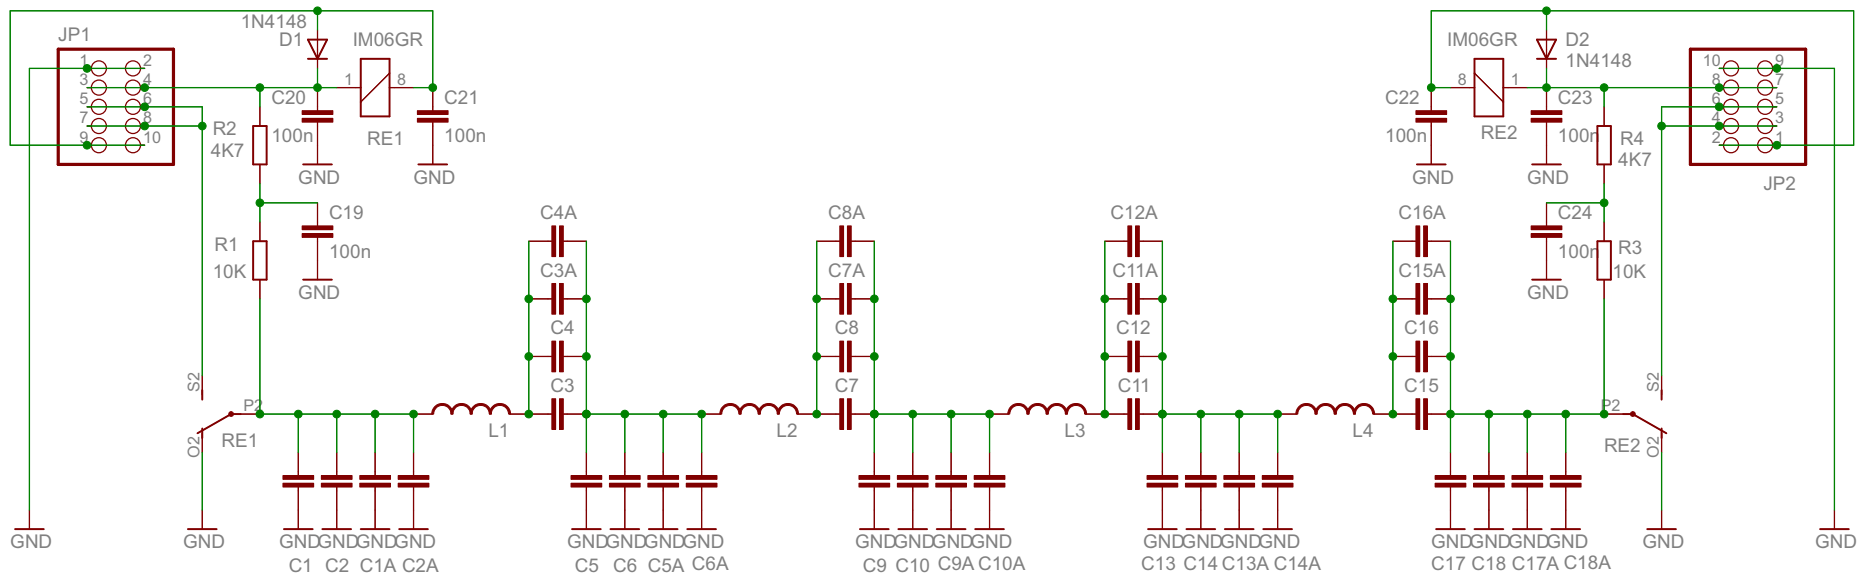 1N4148
D1
IM06GR
IM06GR
D2
1N4148
JP1
1 2
3 4
5 6
7 8
9 10
1 8
C20
100n
C21
100n
RE1
R2
4K7
GND
GND
C22
100n
8 1
RE2
C23
100n
R4
4K7
10 9
8 7
6 5
4 3
2 1
JP2
GND
GND
C19
100n
R1
10K
GND
C24
100n
R3
10K
GND
C4A
C3A
C4
C3
C8A
C7A
C8
C7
C12A
C11A
C12
C11
C16A
C15A
C16
C15
S2
P2
O2
RE1
L1
L2
L3
L4
S2
P2
O2
RE2
GND GND GND GND GND GND GND GND GND GND GND GND GND GND GND GND GND GND GND GND GND GND GND GND
C1 C2 C1A C2A C5 C6 C5A C6A C9 C10 C9A C10A C13 C14 C13A C14A C17 C18 C17A C18A